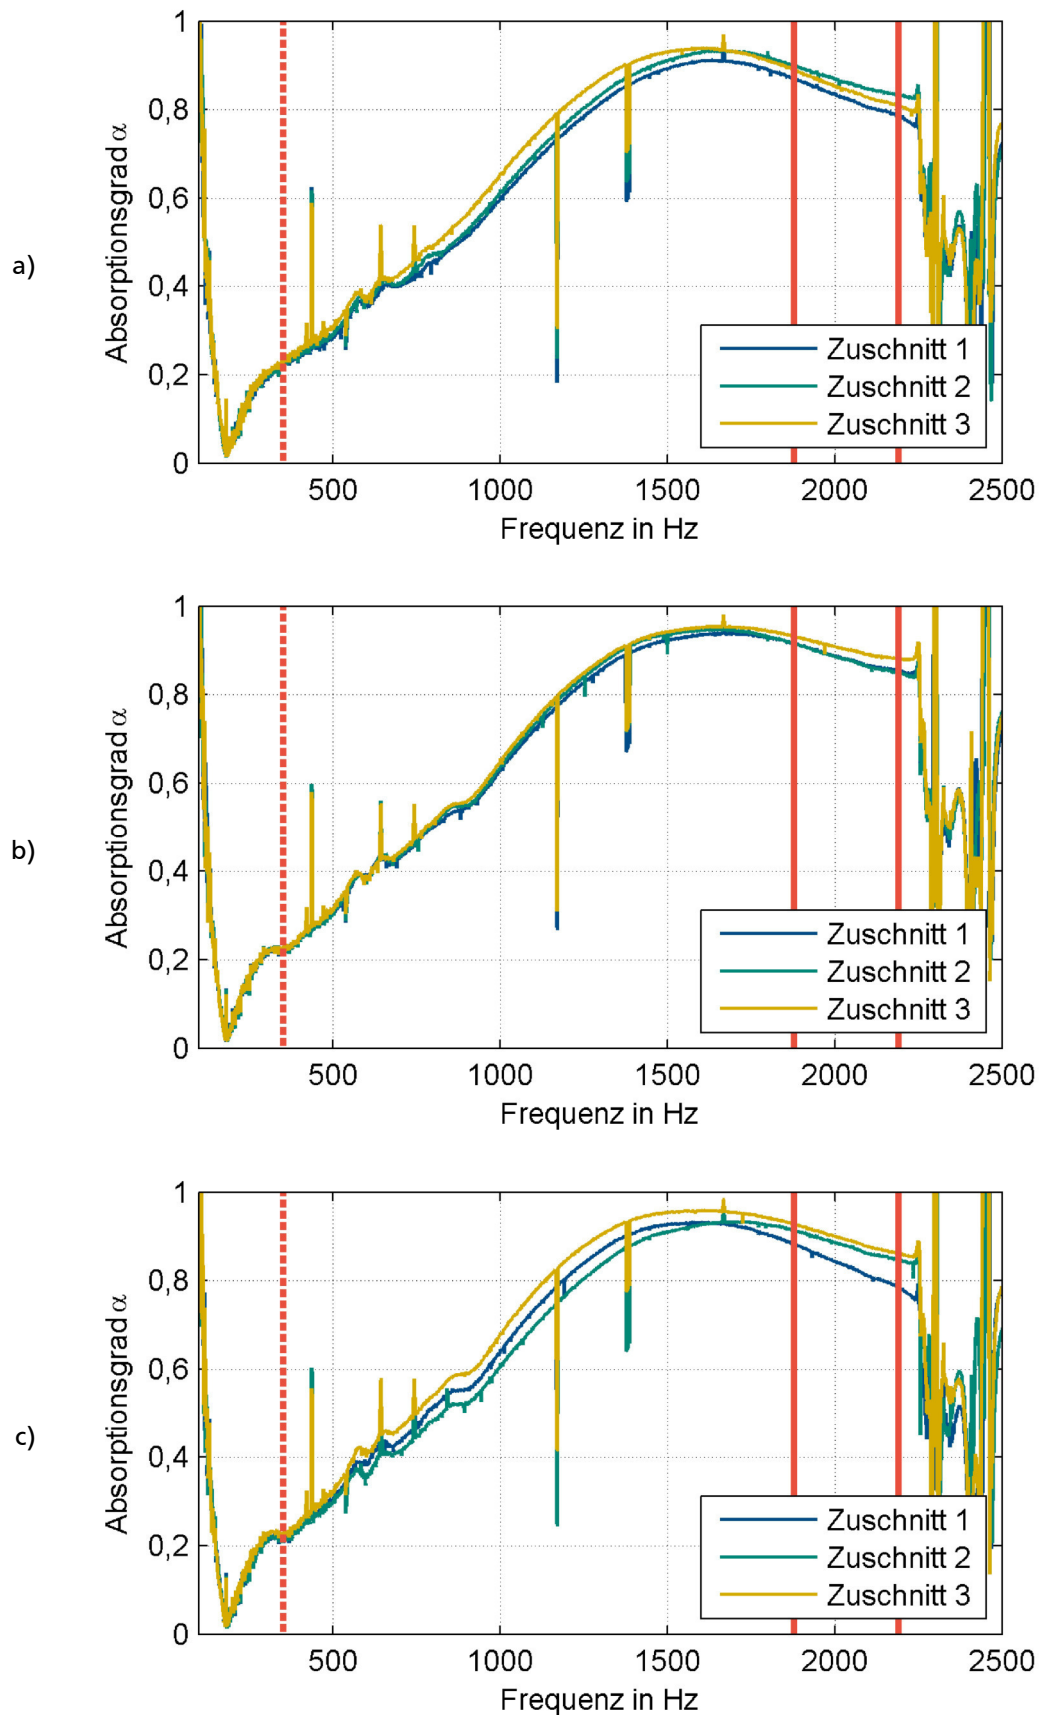 a)
Absorptionsgrad α
1
0,8
0,6
0,4
0,2
0
500
1000
1500
2000
2500
Frequenz in Hz
Zuschnitt 1
Zuschnitt 2
Zuschnitt 3
b)
Absorptionsgrad α
1
0,8
0,6
0,4
0,2
0
500
1000
1500
2000
2500
Frequenz in Hz
Zuschnitt 1
Zuschnitt 2
Zuschnitt 3
c)
Absorptionsgrad α
1
0,8
0,6
0,4
0,2
0
500
1000
1500
2000
2500
Frequenz in Hz
Zuschnitt 1
Zuschnitt 2
Zuschnitt 3